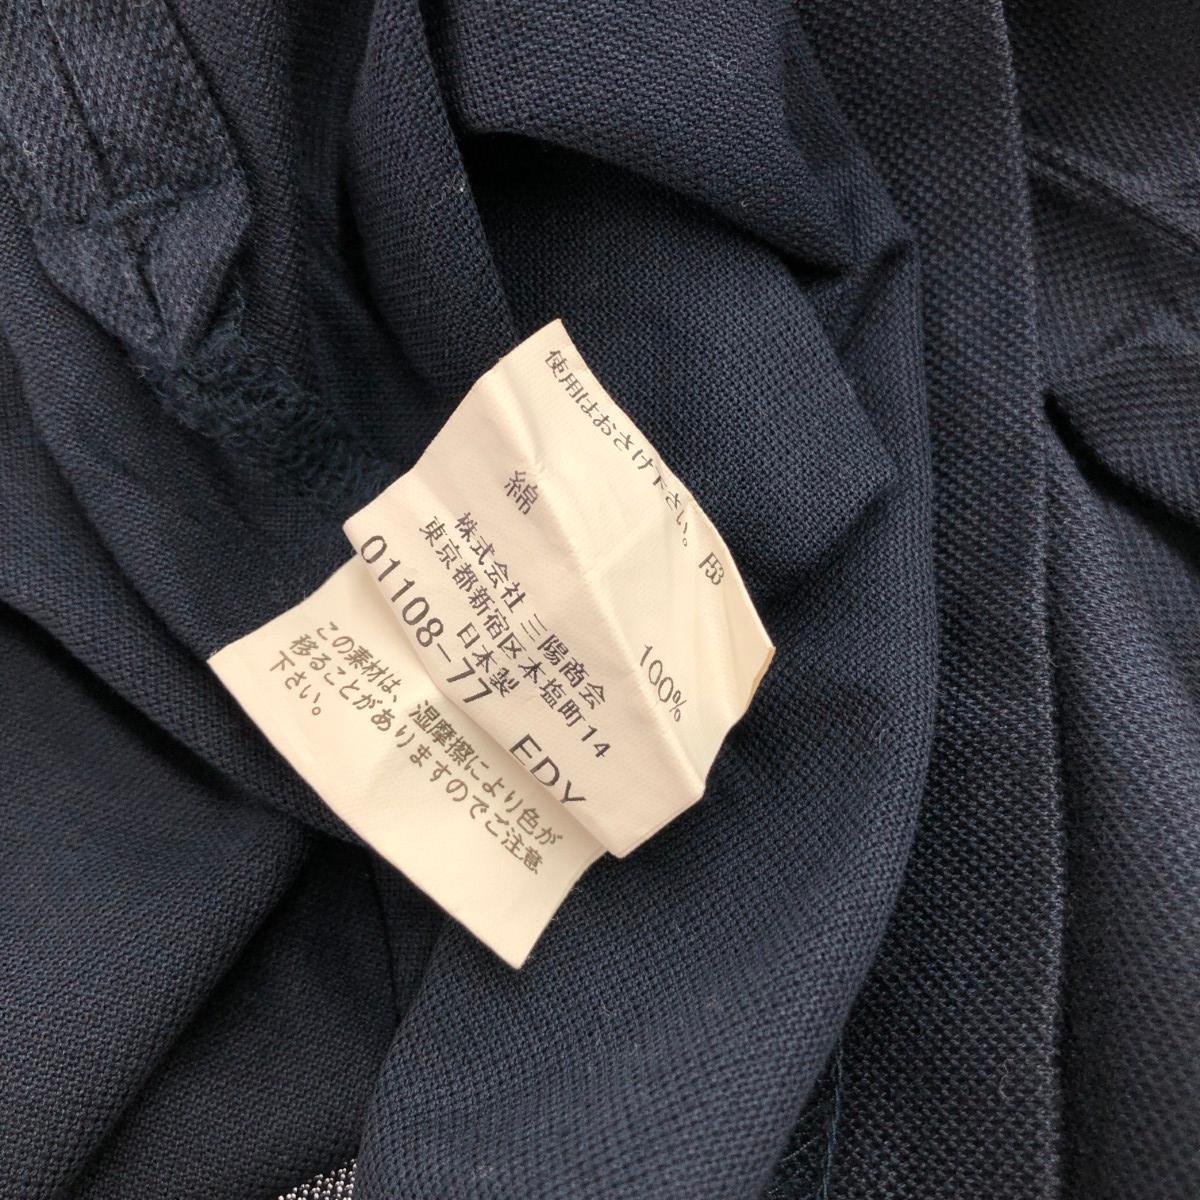 使用はおさけ下さい。 F53
綿 100%
株式会社 三陽商会
東京都新宿区本塩町14
日本製
01108-77 EDY
この素材は、湿摩擦により色が
移ることがありますのでご注意
下さい。